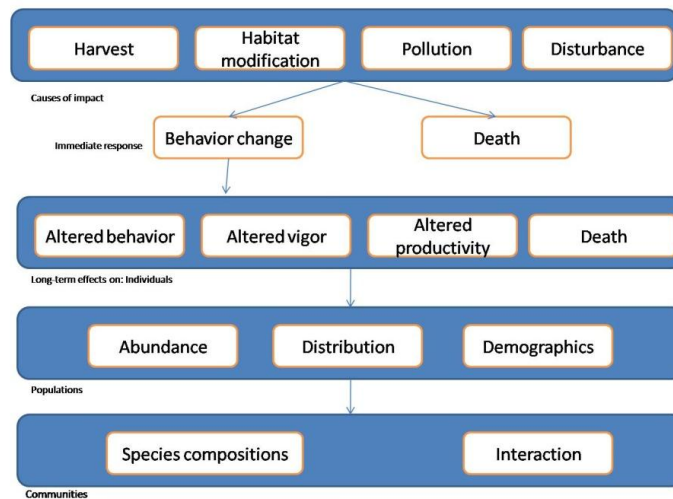 Harvest
Habitat
modification
Pollution
Disturbance
Causes of impact
Immediate response
Behavior change
Death
Altered behavior
Altered vigor
Altered
productivity
Death
Long-term effects on: Individuals
Abundance
Distribution
Demographics
Populations
Species compositions
Interaction
Communities